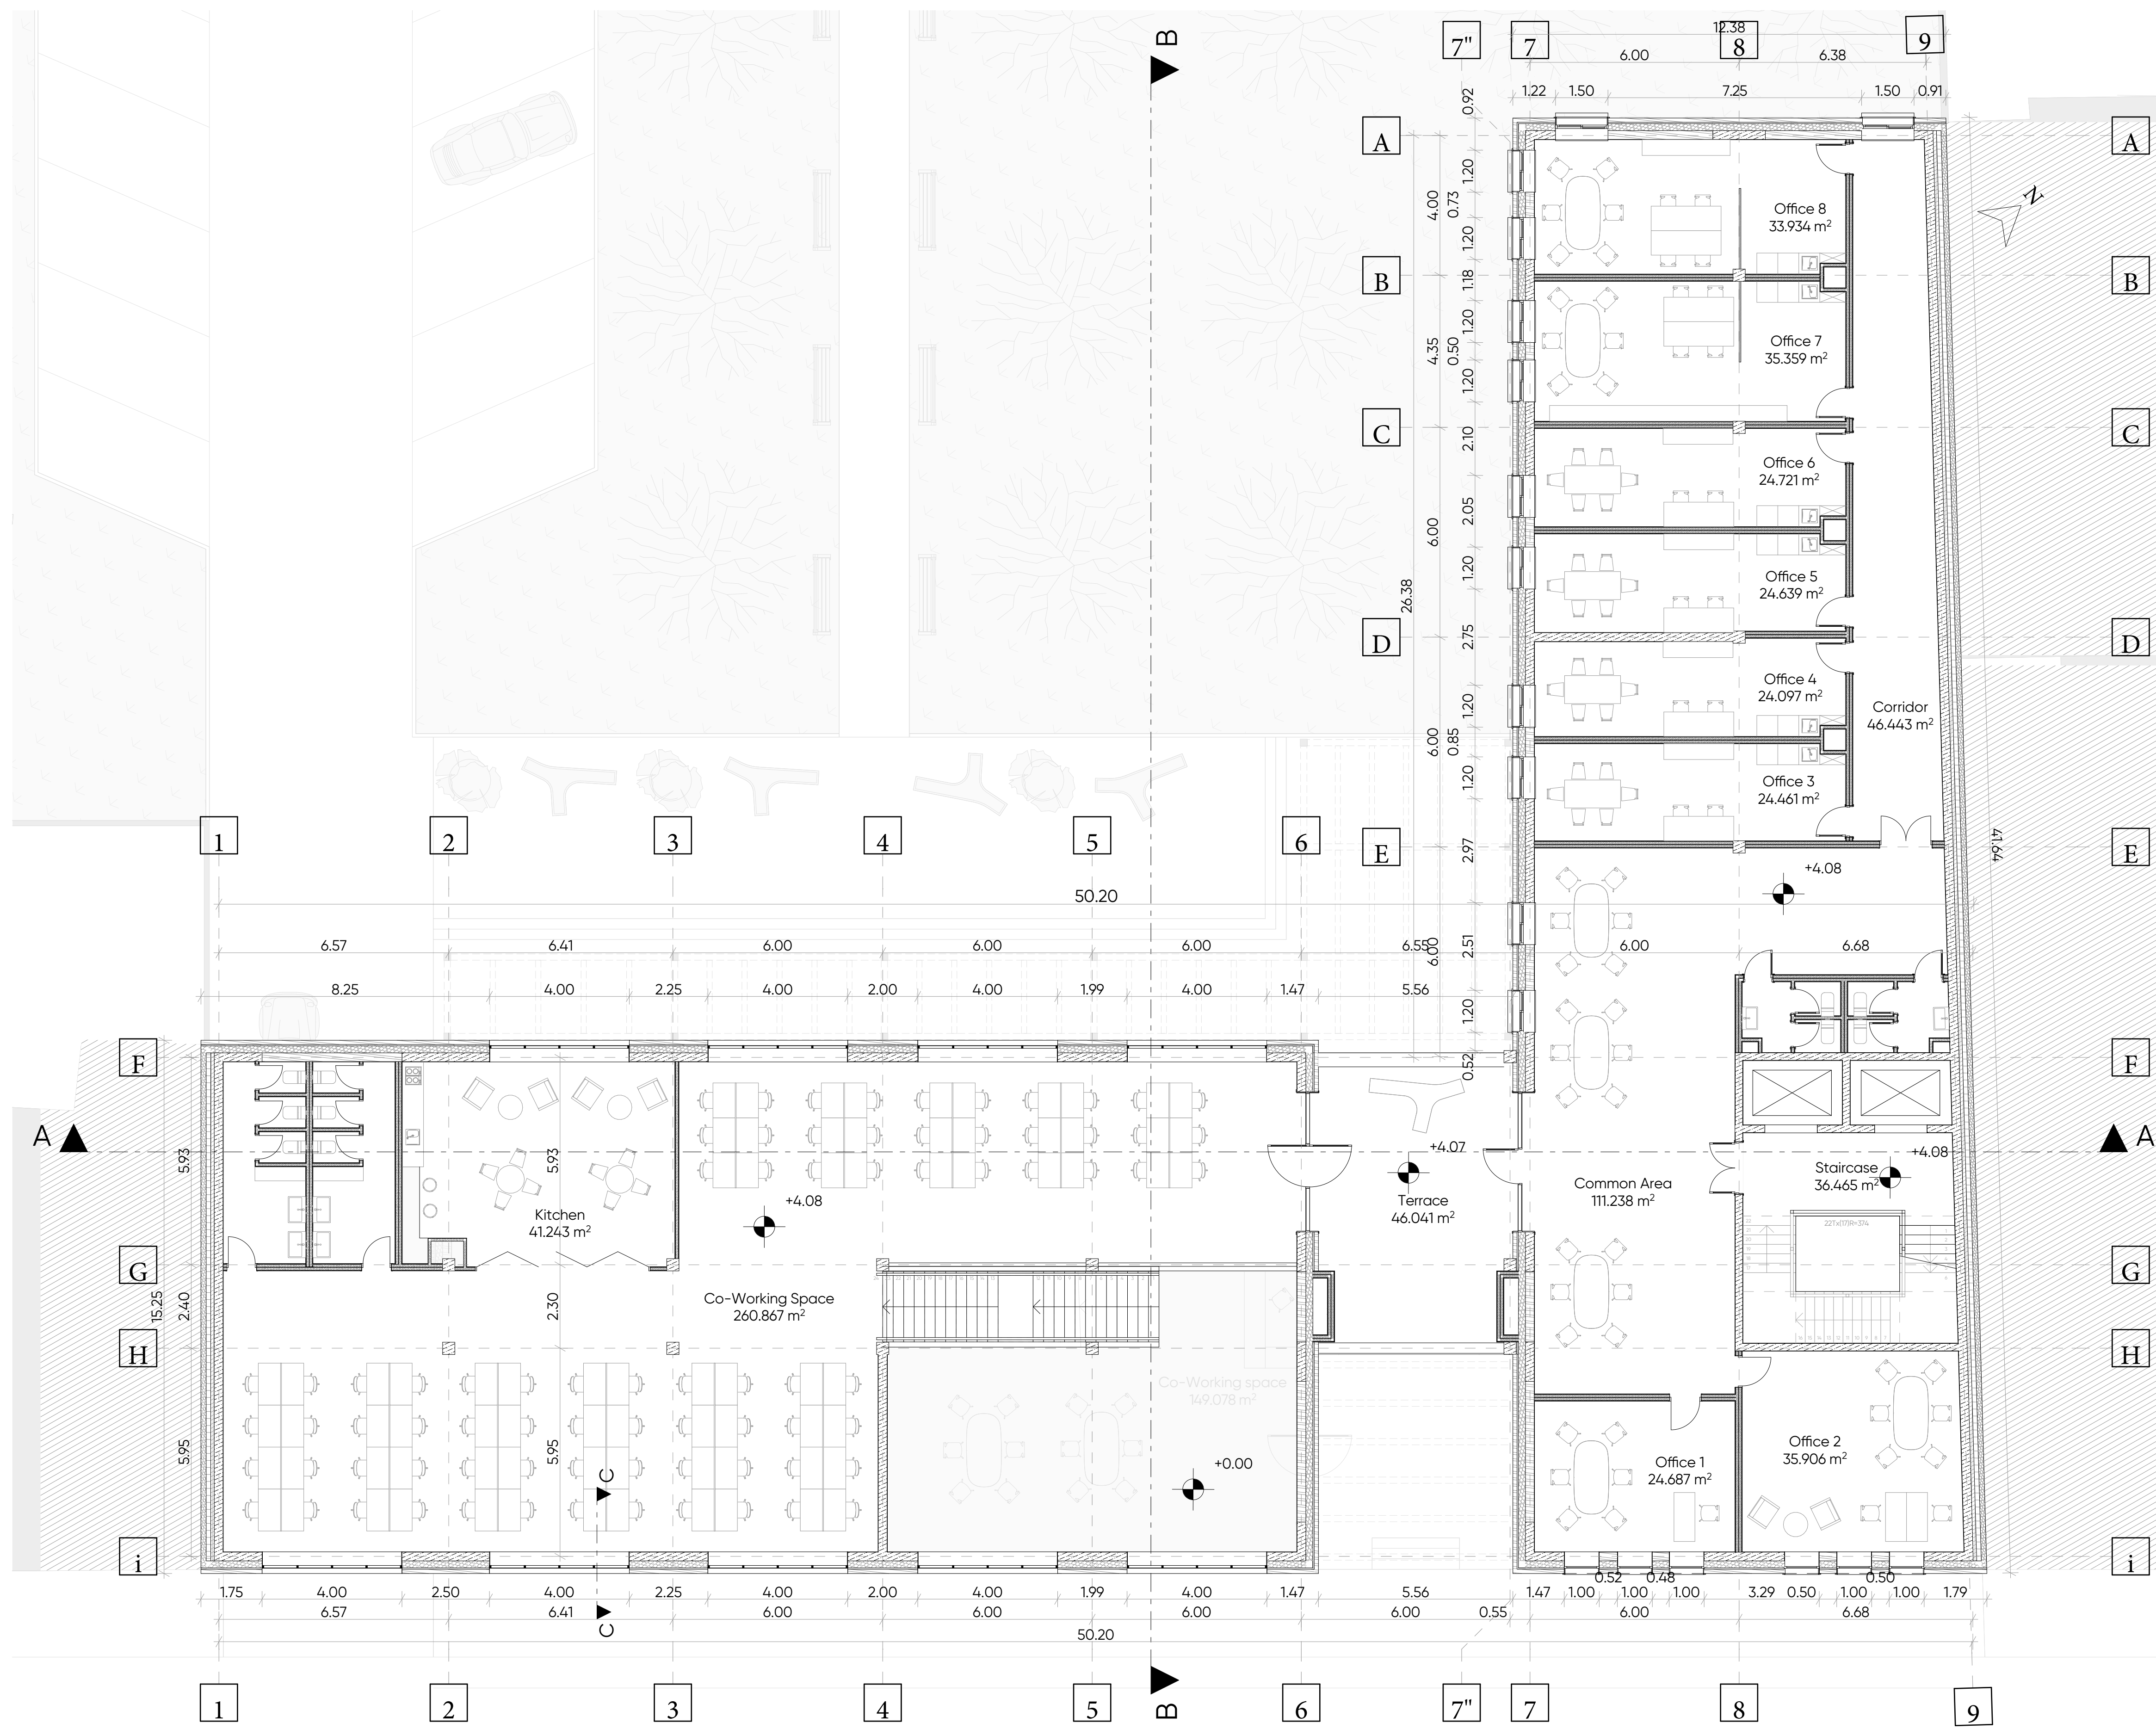 B
7"
7
8
9
12.38
6.00
6.38
1.22
1.50
7.25
1.50
0.91
0.92
A
A
N
1.20
4.00
0.73
Office 8
33.934 m²
1.20
B
B
1.18
1.20
4.35
0.50
Office 7
35.359 m²
1.20
C
C
2.10
Office 6
24.721 m²
2.05
6.00
1.20
Office 5
24.639 m²
26.38
D
D
2.75
Office 4
24.097 m²
1.20
Corridor
46.443 m²
6.00
0.85
1.20
Office 3
24.461 m²
1
2
3
4
5
6
E
E
2.97
41.64
+4.08
50.20
6.57
6.41
6.00
6.00
6.00
6.55
6.00
2.51
6.00
6.68
8.25
4.00
2.25
4.00
2.00
4.00
1.99
4.00
1.47
5.56
1.20
F
F
0.52
A
A
5.93
5.93
+4.07
+4.08
Staircase
36.465 m²
Common Area
111.238 m²
Terrace
46.041 m²
+4.08
Kitchen
41.243 m²
22Tx(17)R=374
G
G
15.25
2.40
2.30
Co-Working Space
260.867 m²
H
H
Co-Working space
149.078 m²
5.95
5.95
C
+0.00
Office 1
24.687 m²
Office 2
35.906 m²
i
i
1.75
4.00
2.50
4.00
2.25
4.00
2.00
4.00
1.99
4.00
1.47
5.56
1.47
1.00
0.52
1.00
0.48
1.00
3.29
0.50
1.00
0.50
1.00
1.79
6.57
6.41
C
6.00
6.00
6.00
6.00
0.55
6.00
6.68
50.20
1
2
3
4
5
B
6
7"
7
8
9